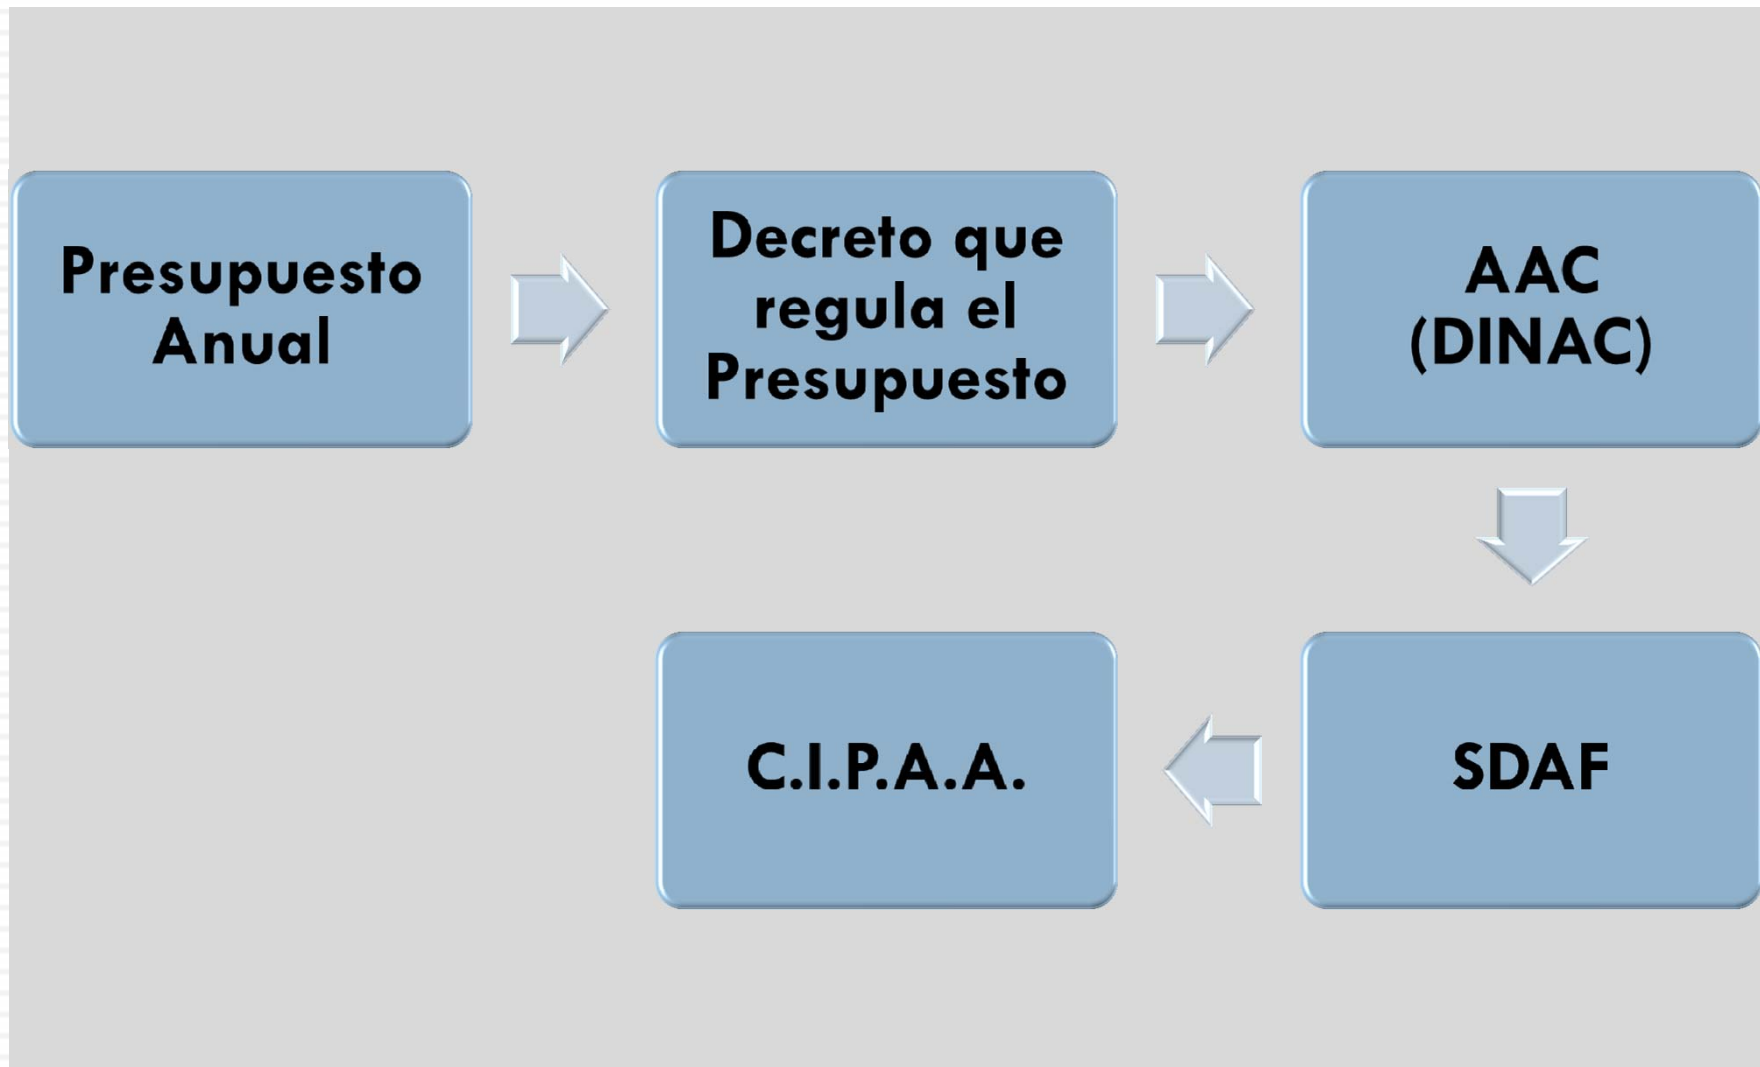 Presupuesto
Anual
Decreto que
regula el
Presupuesto
AAC
(DINAC)
SDAF
C.I.P.A.A.